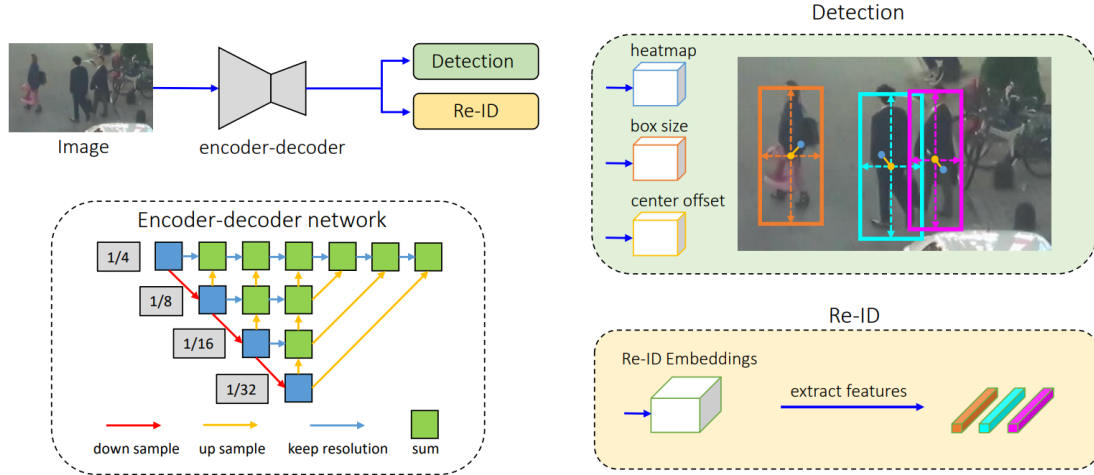 Image
encoder-decoder
Detection
Re-ID
Encoder-decoder network
1/4
1/8
1/16
1/32
down sample
up sample
keep resolution
sum
Detection
heatmap
box size
center offset
Re-ID
Re-ID Embeddings
extract features